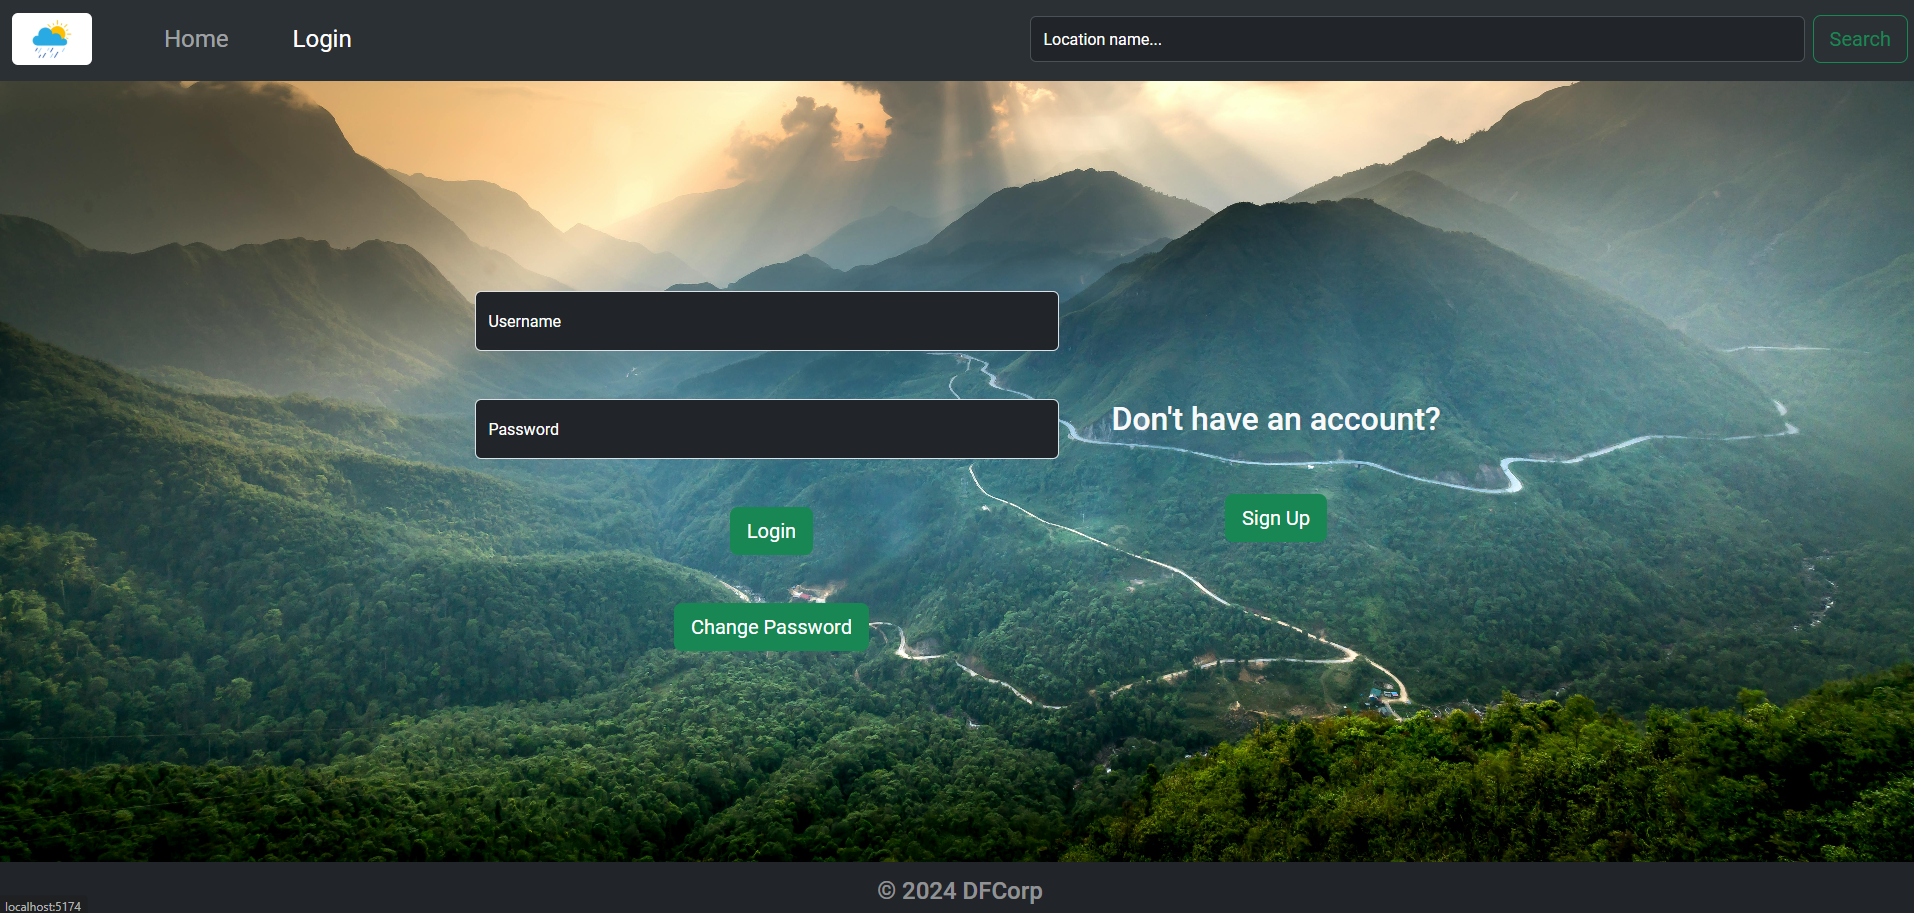 Home
Login
Location name...
Search
Username
Password
Don't have an account?
Login
Sign Up
Change Password
© 2024 DFCorp
localhost:5174